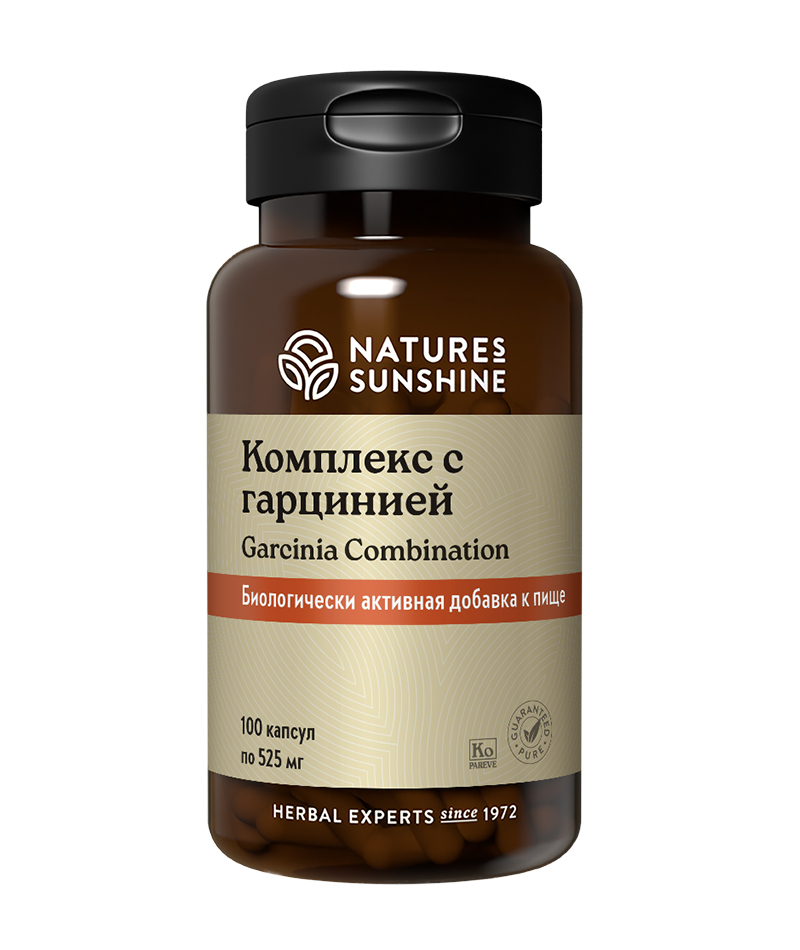 NATURES
SUNSHINE
Комплекс с
гарцинией
Garcinia Combination
Биологически активная добавка к пище
100 капсул
по 525 мг
Ko
PAREVE
GUARANTEED
PURE
HERBAL EXPERTS since 1972